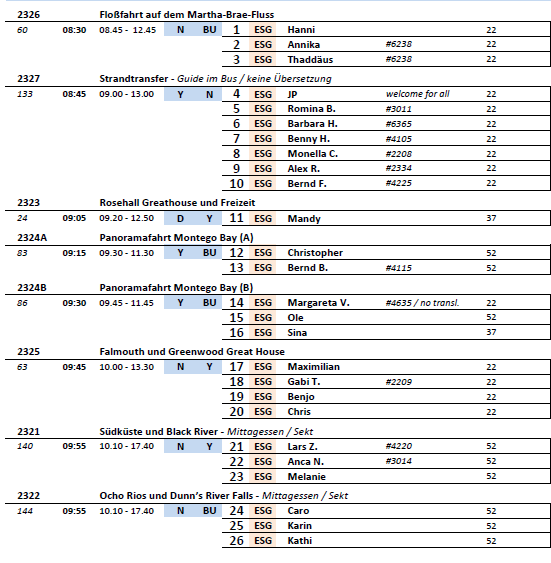 2326 Floßfahrt auf dem Martha-Brae-Fluss
60 08:30 08.45 - 12.45 N BU 1 ESG Hanni 22
2 ESG Annika #6238 22
3 ESG Thaddäus #6238 22
2327 Strandtransfer - Guide im Bus / keine Übersetzung
133 08:45 09.00 - 13.00 Y N 4 ESG JP welcome for all 22
5 ESG Romina B. #3011 22
6 ESG Barbara H. #6365 22
7 ESG Benny H. #4105 22
8 ESG Monella C. #2208 22
9 ESG Alex R. #2334 22
10 ESG Bernd F. #4225 22
2323 Rosehall Greathouse und Freizeit
24 09:05 09.20 - 12.50 D Y 11 ESG Mandy 37
2324A Panoramafahrt Montego Bay (A)
83 09:15 09.30 - 11.30 Y BU 12 ESG Christopher 52
13 ESG Bernd B. #4115 52
2324B Panoramafahrt Montego Bay (B)
86 09:30 09.45 - 11.45 Y BU 14 ESG Margareta V. #4635 / no transl. 22
15 ESG Ole 52
16 ESG Sina 37
2325 Falmouth und Greenwood Great House
63 09:45 10.00 - 13.30 N Y 17 ESG Maximilian 22
18 ESG Gabi T. #2209 22
19 ESG Benjo 22
20 ESG Chris 22
2321 Südküste und Black River - Mittagessen / Sekt
140 09:55 10.10 - 17.40 N Y 21 ESG Lars Z. #4220 52
22 ESG Anca N. #3014 52
23 ESG Melanie 52
2322 Ocho Rios und Dunn's River Falls - Mittagessen / Sekt
144 09:55 10.10 - 17.40 N BU 24 ESG Caro 52
25 ESG Karin 52
26 ESG Kathi 52